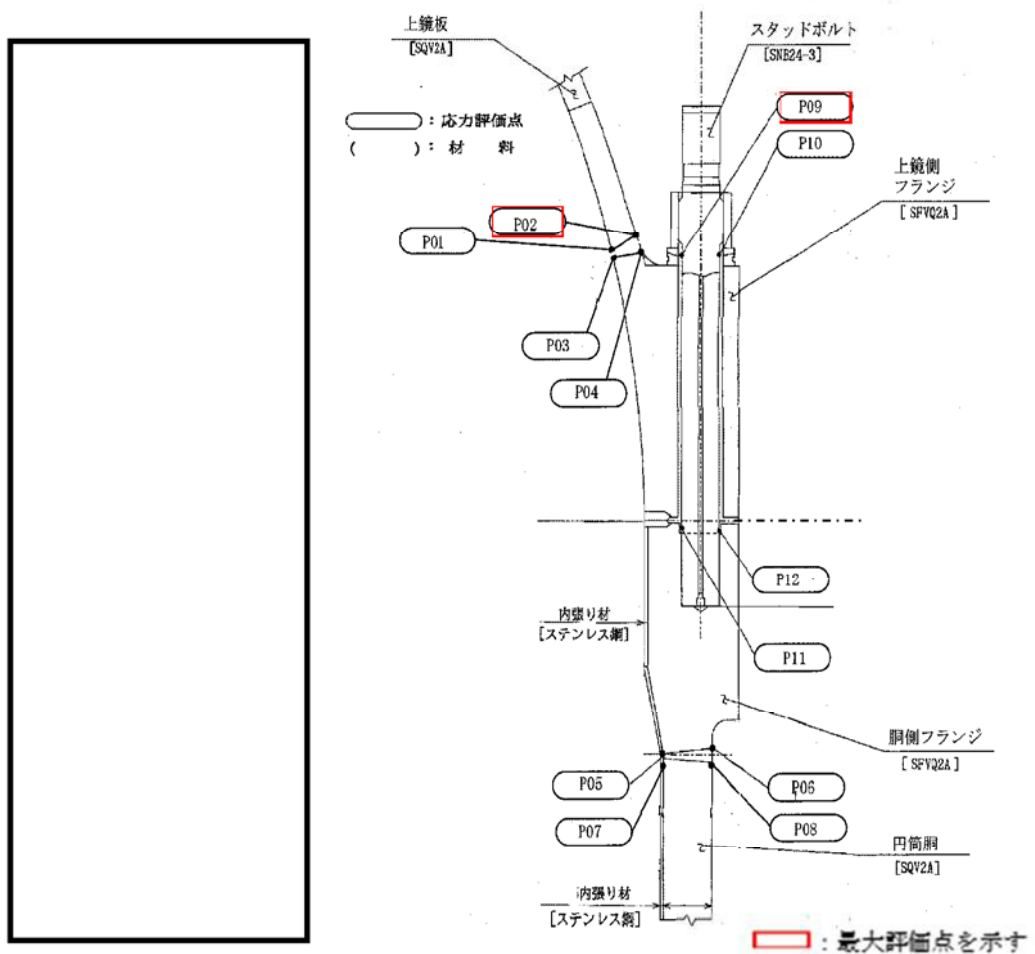 上鏡板
[SQV2A]
スタッドボルト
[SNB24-3]
P09
: 応力評価点
( ): 材 料
P10
上鏡側
フランジ
[SFVQ2A]
P02
P01
P03
P04
P12
内張り材
[ステンレス鋼]
P11
胴側フランジ
[SFVQ2A]
P05
P06
P07
P08
円筒胴
[SQV2A]
内張り材
[ステンレス鋼]
: 最大評価点を示す